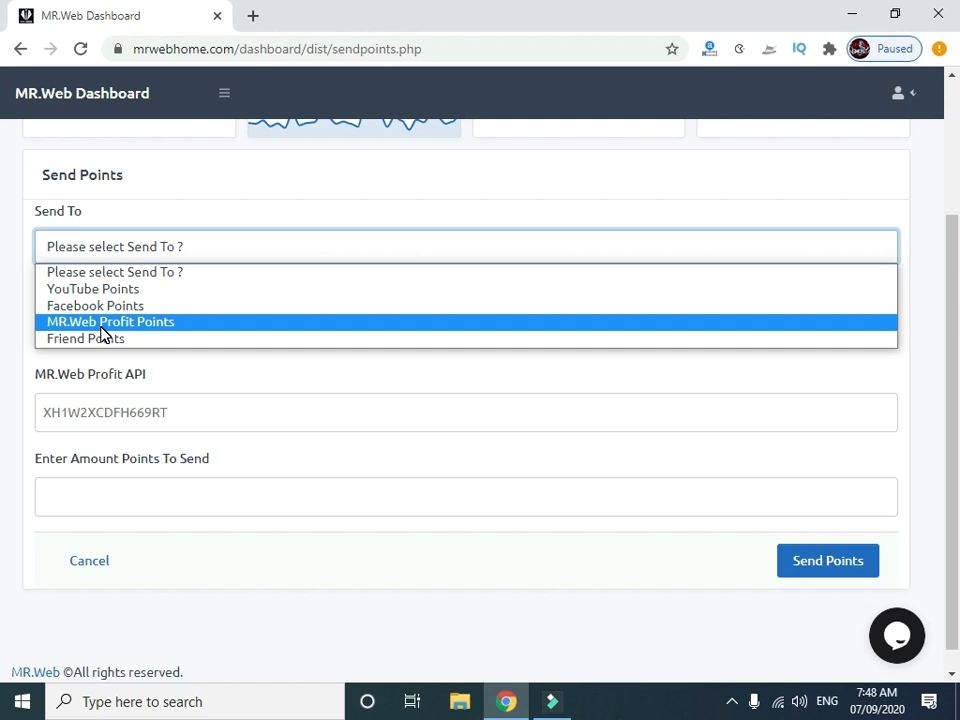 MR.Web Dashboard
mrwebhome.com/dashboard/dist/sendpoints.php
IQ
Paused
MR.Web Dashboard
Send Points
Send To
Please select Send To ?
Please select Send To ?
YouTube Points
Facebook Points
MR.Web Profit Points
Friend Points
MR.Web Profit API
XH1W2XCDFH669RT
Enter Amount Points To Send
Cancel
Send Points
MR.Web ©All rights reserved.
Type here to search
ENG
7:48 AM
07/09/2020